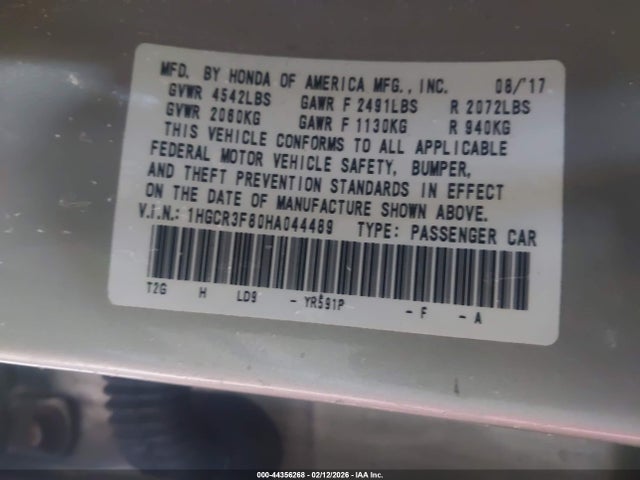 MFD. BY HONDA OF AMERICA MFG., INC. 08/'17
GVWR 4542LBS GAWR F 2491LBS R 2072LBS
GVWR 2060KG GAWR F 1130KG R 940KG
THIS VEHICLE CONFORMS TO ALL APPLICABLE
FEDERAL MOTOR VEHICLE SAFETY, BUMPER,
AND THEFT PREVENTION STANDARDS IN EFFECT
ON THE DATE OF MANUFACTURE SHOWN ABOVE.
V.I.N.: 1HGCR3F80HA044489 TYPE: PASSENGER CAR
T2G H LD9 - YR591P - F - A
000-44356268 - 02/12/2026 - IAA Inc.